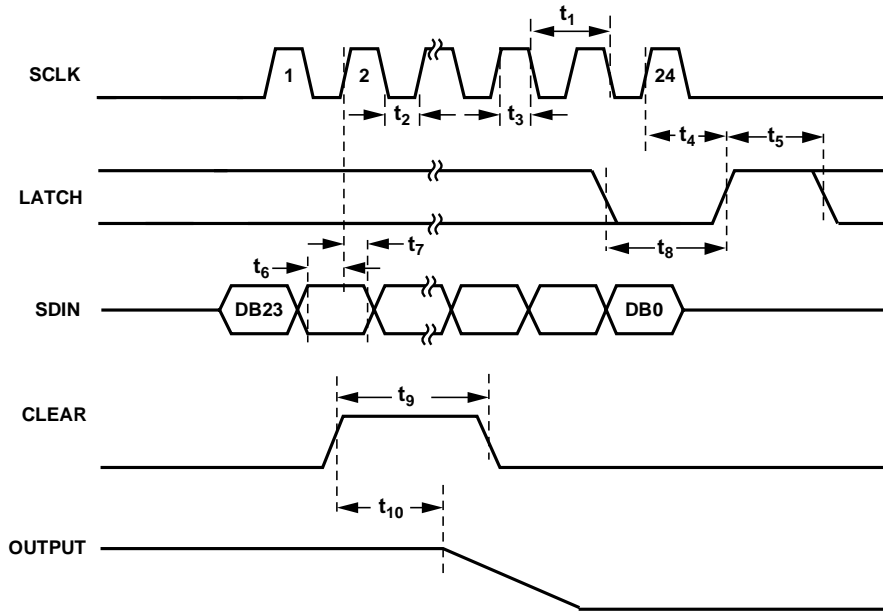 t1
SCLK
1
2
24
t2
t3
t4
t5
LATCH
t8
t7
t6
SDIN
DB23
DB0
t9
CLEAR
t10
OUTPUT